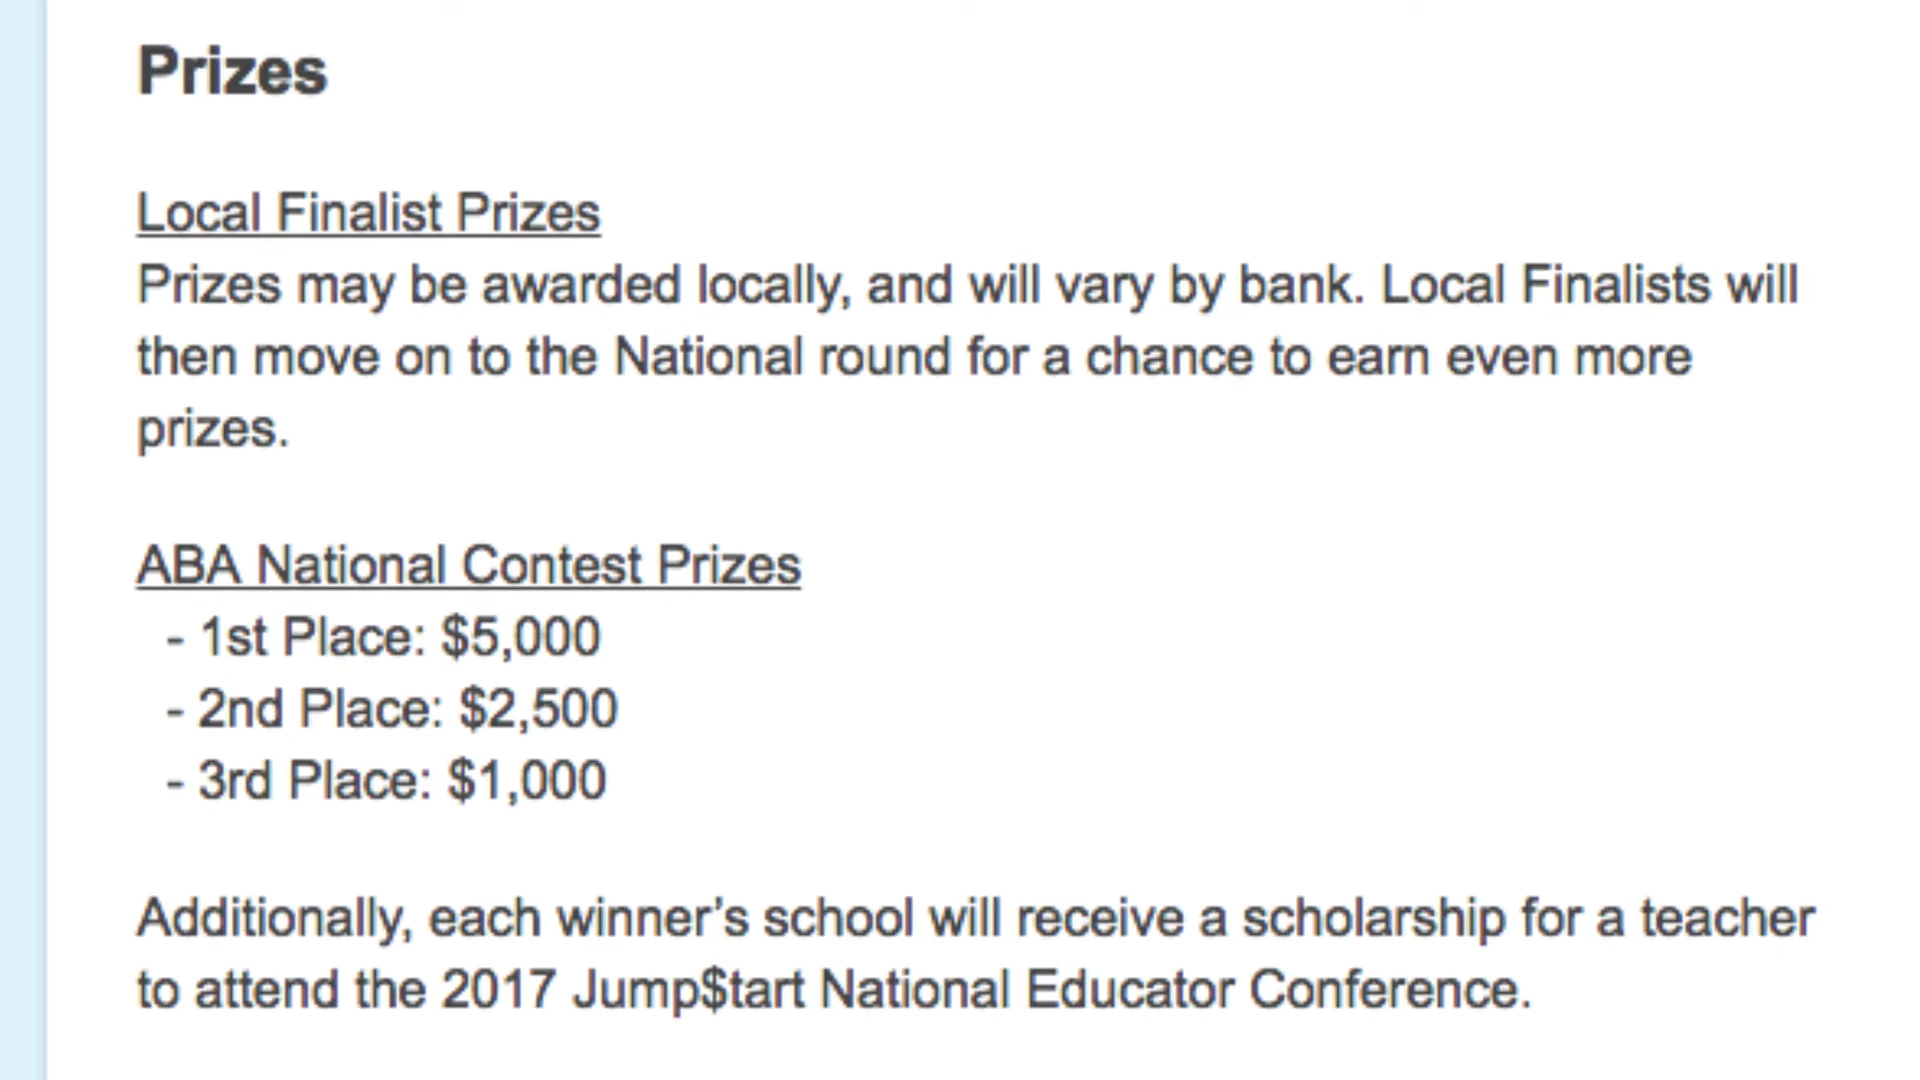 Prizes
Local Finalist Prizes
Prizes may be awarded locally, and will vary by bank. Local Finalists will
then move on to the National round for a chance to earn even more
prizes.
ABA National Contest Prizes
- 1st Place: $5,000
- 2nd Place: $2,500
- 3rd Place: $1,000
Additionally, each winner’s school will receive a scholarship for a teacher
to attend the 2017 Jump$tart National Educator Conference.